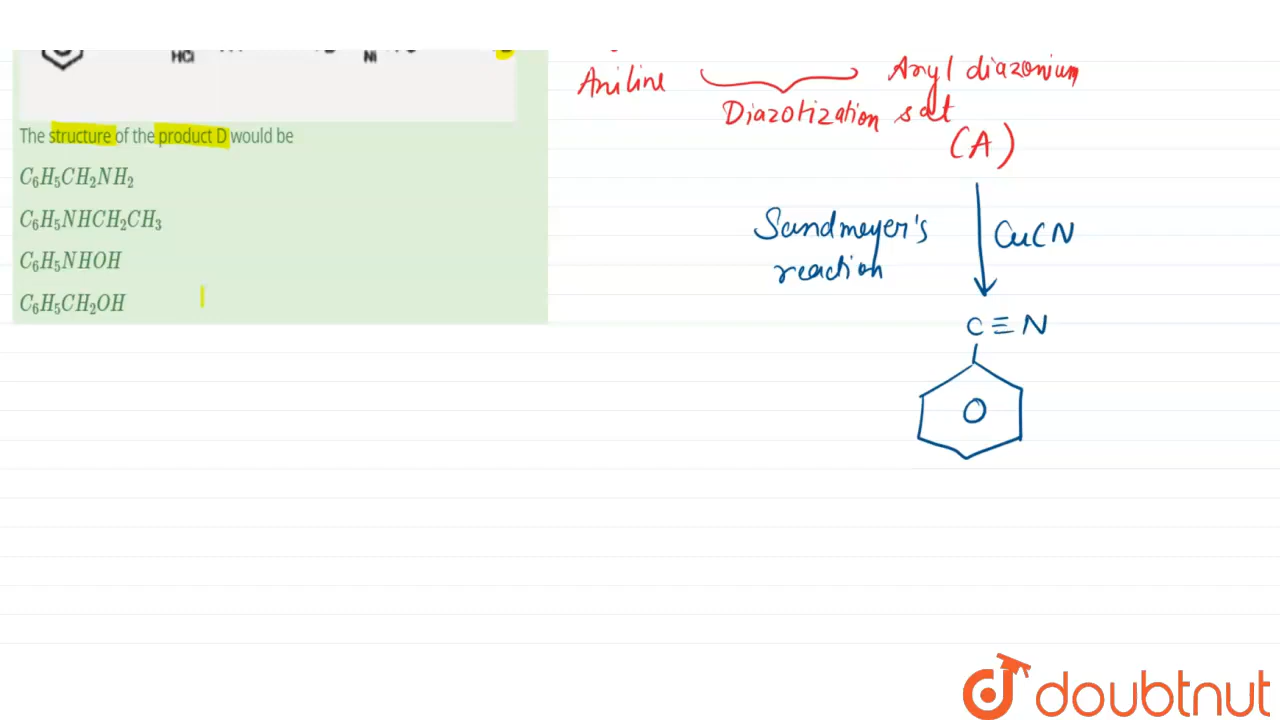 HCl
Ni
The structure of the product D would be
C₆H₅CH₂NH₂
C₆H₅NHCH₂CH₃
C₆H₅NHOH
C₆H₅CH₂OH
Aniline
Aryl diazonium
Diazotization salt
(A)
Sandmeyer's
reaction
CuCN
C≡N
doubtnut